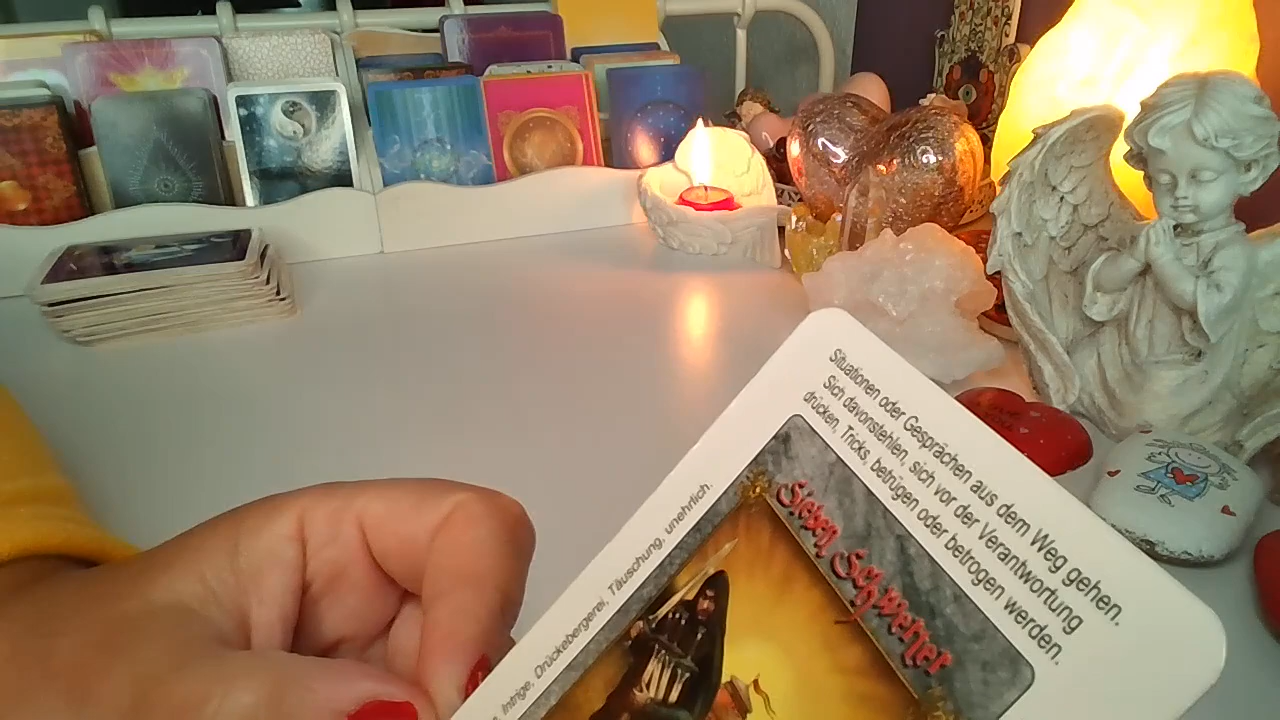 Situationen oder Gesprächen aus dem Weg gehen.
Sich davonstehlen, sich vor der Verantwortung
drücken, Tricks, betrügen oder betrogen werden.
Sieben Schwerter
Intrige, Drückebergerei, Täuschung, unehrlich.